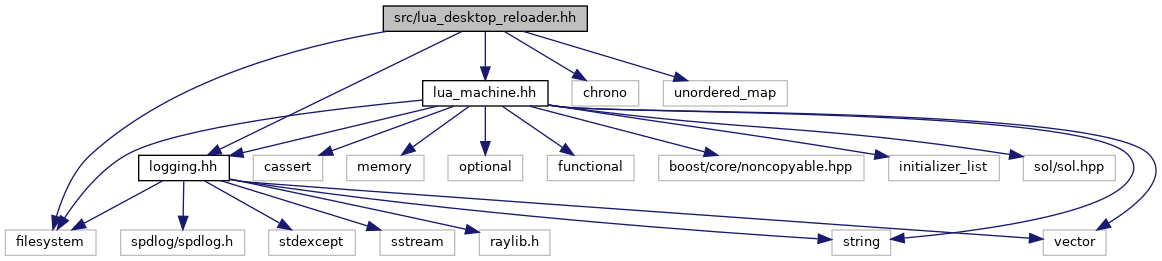 src/lua_desktop_reloader.hh
lua_machine.hh
chrono
unordered_map
logging.hh
cassert
memory
optional
functional
boost/core/noncopyable.hpp
initializer_list
sol/sol.hpp
filesystem
spdlog/spdlog.h
stdexcept
sstream
raylib.h
string
vector